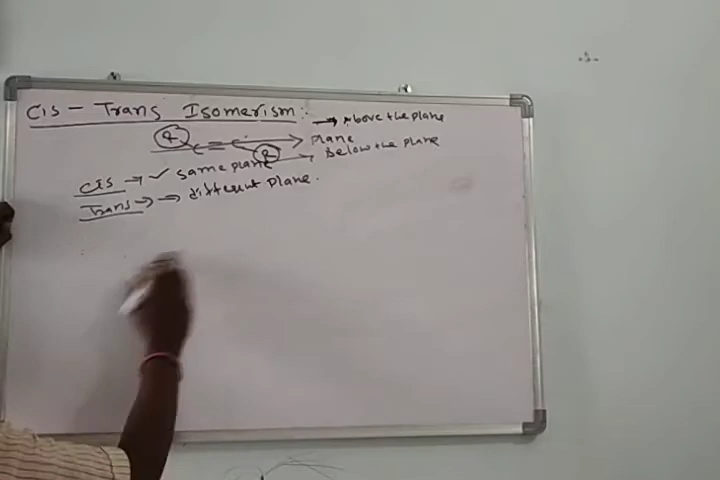 Cis - Trans Isomerism:
→ Above the plane
R
C = C → Plane
R → Below the plane
Cis → ✓ same plane
Trans → → different plane.